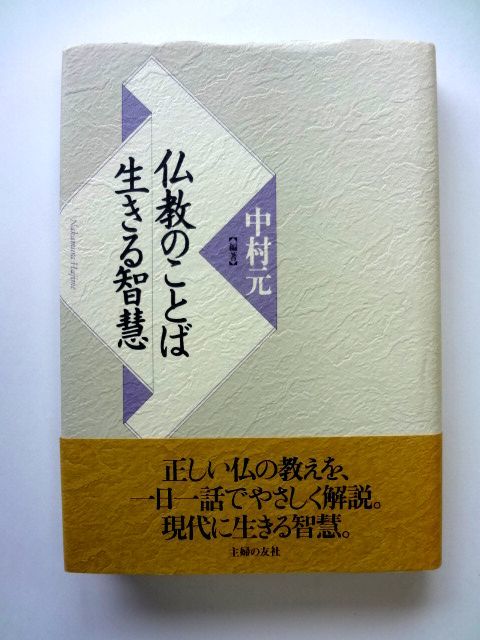 仏教のことば
生きる智慧
中村元
【編著】
Nakamura Hajime
正しい仏の教えを、
一日一話でやさしく解説。
現代に生きる智慧。
主婦の友社